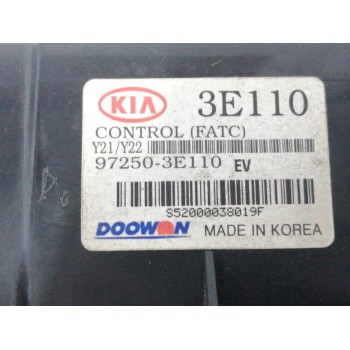 KIA 3E110
CONTROL (FATC)
Y21/Y22
97250-3E110 EV
S52000038019F
DOOWON MADE IN KOREA